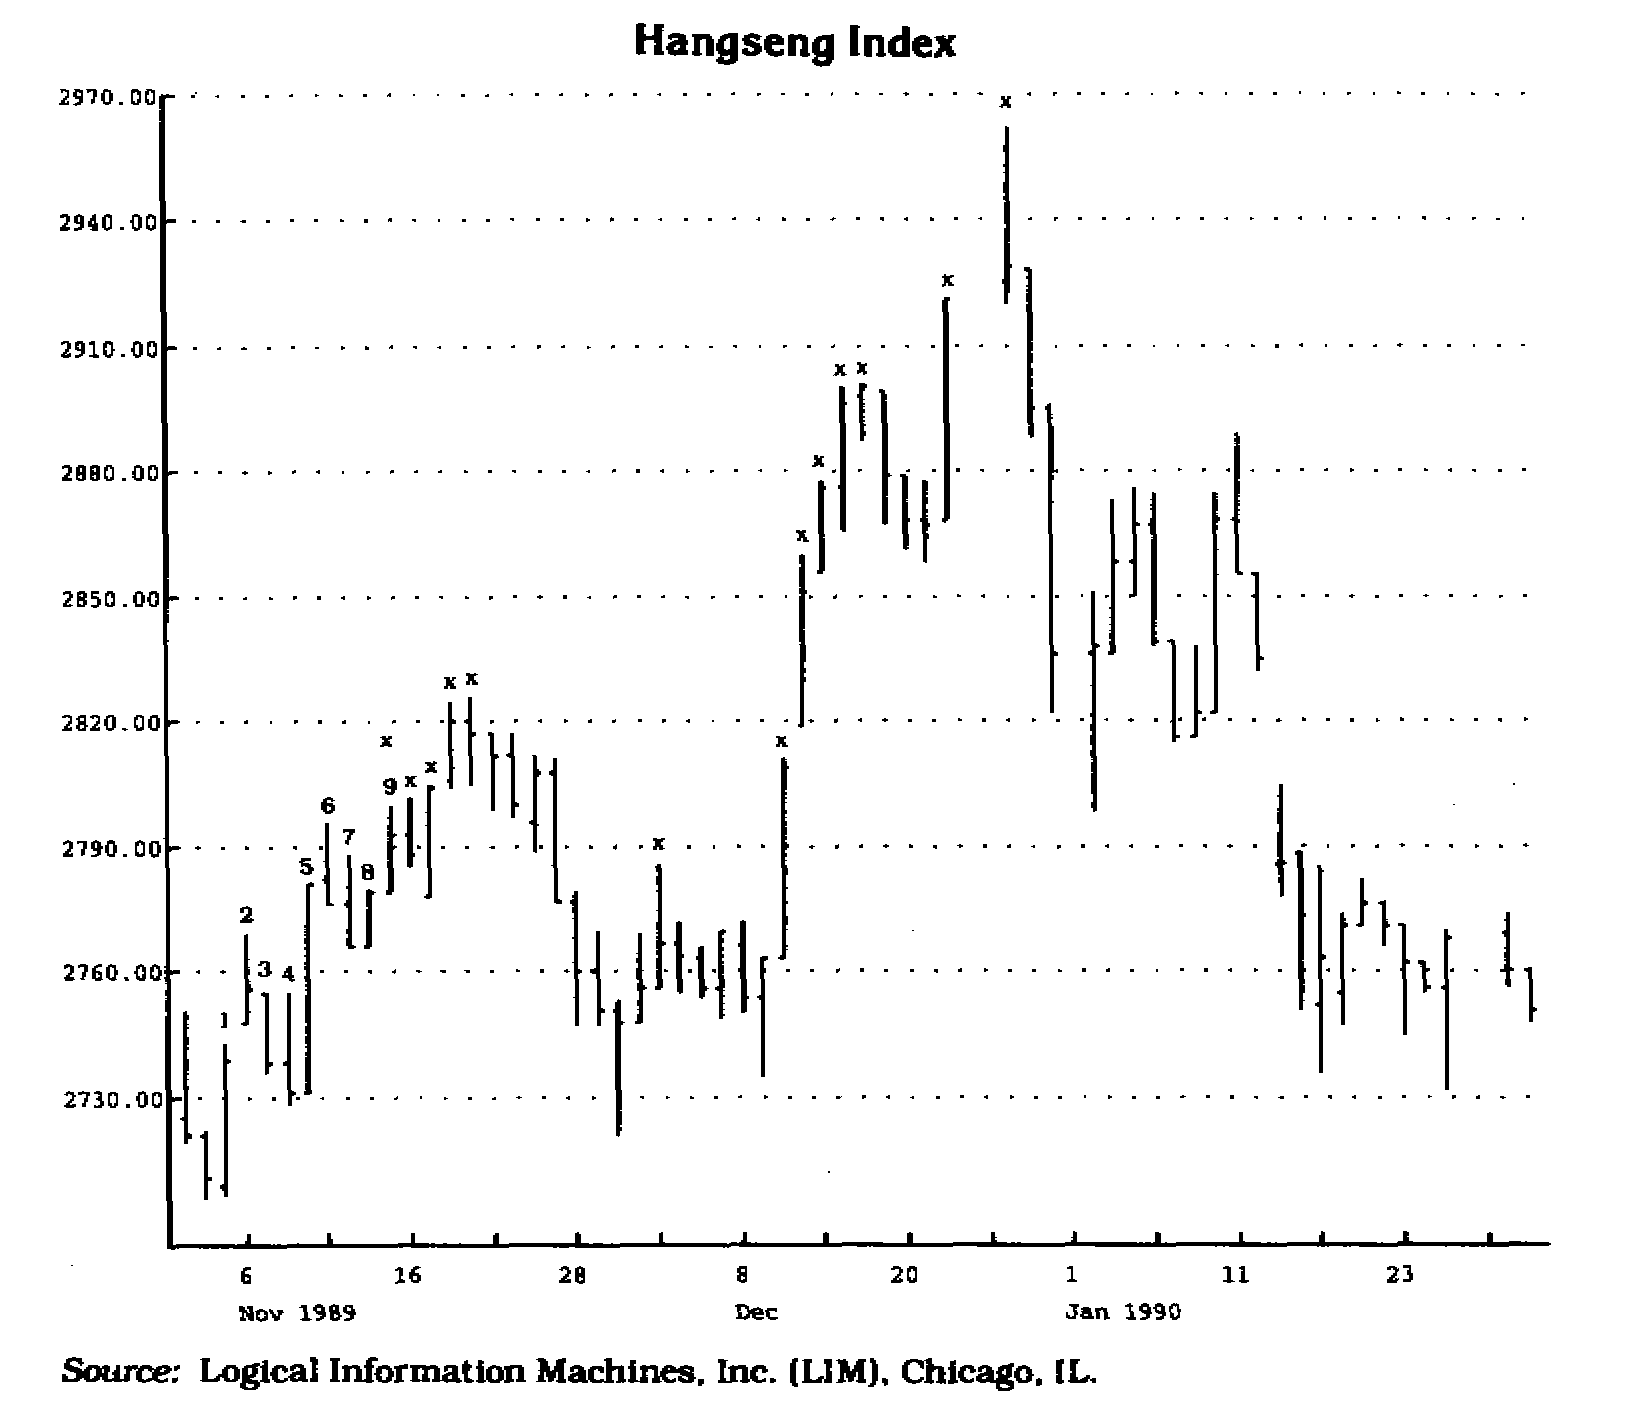 Hangseng Index
2970.00
x
2940.00
x
2910.00
x x
2880.00
x
x
2850.00
x x
2820.00
x
x
x
x
9
6
7
x
2790.00
5
8
2
3
4
2760.00
1
2730.00
6 16 28 8 20 1 11 23
Nov 1989 Dec Jan 1990
Source: Logical Information Machines, Inc. (LIM), Chicago, IL.